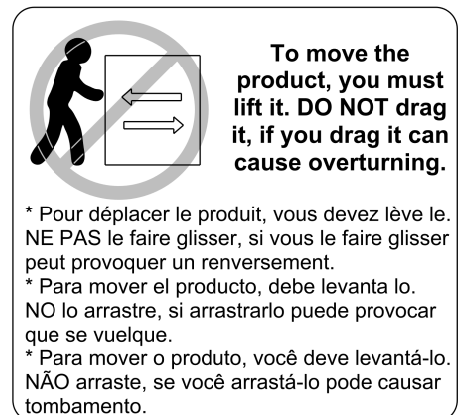 To move the
product, you must
lift it. DO NOT drag
it, if you drag it can
cause overturning.
* Pour déplacer le produit, vous devez lève le.
NE PAS le faire glisser, si vous le faire glisser
peut provoquer un renversement.
* Para mover el producto, debe levanta lo.
NO lo arrastre, si arrastrarlo puede provocar
que se vuelque.
* Para mover o produto, você deve levantá-lo.
NÃO arraste, se você arrastá-lo pode causar
tombamento.